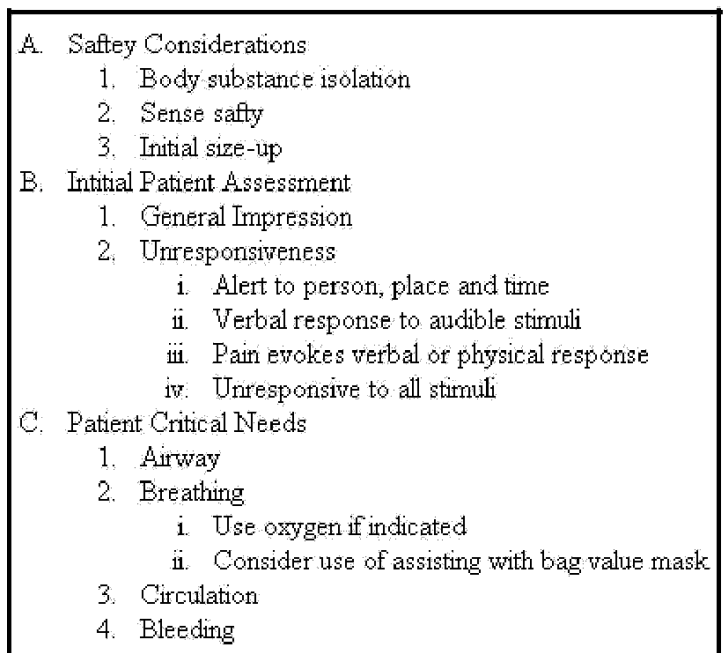 A. Saftey Considerations
1. Body substance isolation
2. Sense safty
3. Initial size-up
B. Intitial Patient Assessment
1. General Impression
2. Unresponsiveness
i. Alert to person, place and time
ii. Verbal response to audible stimuli
iii. Pain evokes verbal or physical response
iv. Unresponsive to all stimuli
C. Patient Critical Needs
1. Airway
2. Breathing
i. Use oxygen if indicated
ii. Consider use of assisting with bag value mask
3. Circulation
4. Bleeding